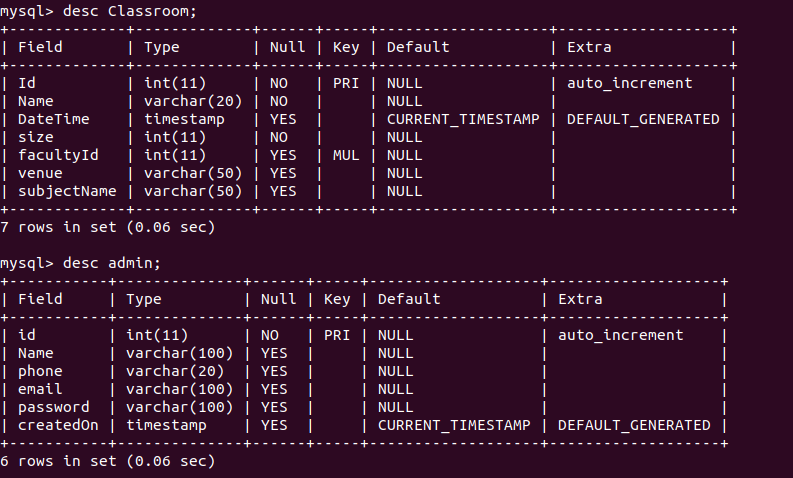 mysql> desc Classroom;
+-------------+-------------+------+-----+-------------------+-------------------+
| Field       | Type        | Null | Key | Default           | Extra             |
+-------------+-------------+------+-----+-------------------+-------------------+
| Id          | int(11)     | NO   | PRI | NULL              | auto_increment    |
| Name        | varchar(20) | NO   |     | NULL              |                   |
| DateTime    | timestamp   | YES  |     | CURRENT_TIMESTAMP | DEFAULT_GENERATED |
| size        | int(11)     | NO   |     | NULL              |                   |
| facultyId   | int(11)     | YES  | MUL | NULL              |                   |
| venue       | varchar(50) | YES  |     | NULL              |                   |
| subjectName | varchar(50) | YES  |     | NULL              |                   |
+-------------+-------------+------+-----+-------------------+-------------------+
7 rows in set (0.06 sec)

mysql> desc admin;
+-----------+--------------+------+-----+-------------------+-------------------+
| Field     | Type         | Null | Key | Default           | Extra             |
+-----------+--------------+------+-----+-------------------+-------------------+
| id        | int(11)      | NO   | PRI | NULL              | auto_increment    |
| Name      | varchar(100) | YES  |     | NULL              |                   |
| phone     | varchar(20)  | YES  |     | NULL              |                   |
| email     | varchar(100) | YES  |     | NULL              |                   |
| password  | varchar(100) | YES  |     | NULL              |                   |
| createdOn | timestamp    | YES  |     | CURRENT_TIMESTAMP | DEFAULT_GENERATED |
+-----------+--------------+------+-----+-------------------+-------------------+
6 rows in set (0.06 sec)